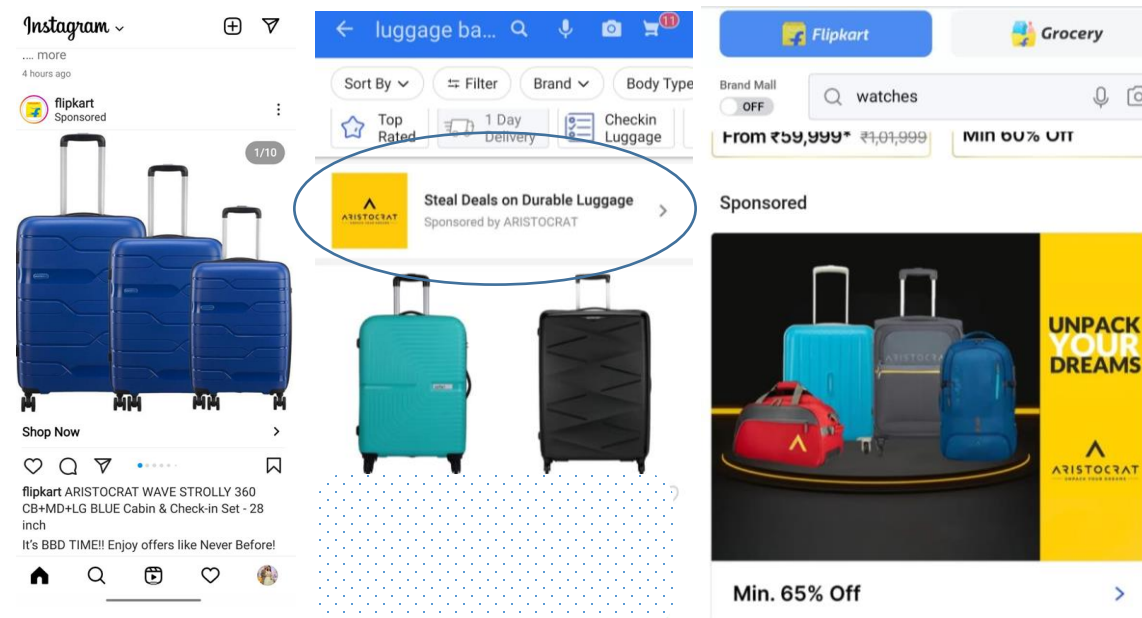 Instagram
.... more
4 hours ago
flipkart
Sponsored
1/10
Shop Now
flipkart ARISTOCRAT WAVE STROLLY 360
CB+MD+LG BLUE Cabin & Check-in Set - 28
inch
It's BBD TIME!! Enjoy offers like Never Before!
luggage ba...
11
Sort By
Filter
Brand
Body Type
Top
Rated
1 Day
Delivery
Checkin
Luggage
ARISTOCRAT
Steal Deals on Durable Luggage
Sponsored by ARISTOCRAT
Flipkart
Grocery
Brand Mall
OFF
watches
From ₹59,999* ₹1,01,999
Min 60% Off
Sponsored
ARISTOCRA
UNPACK
YOUR
DREAMS
ARISTOCRAT
UNPACK YOUR DREAMS
Min. 65% Off